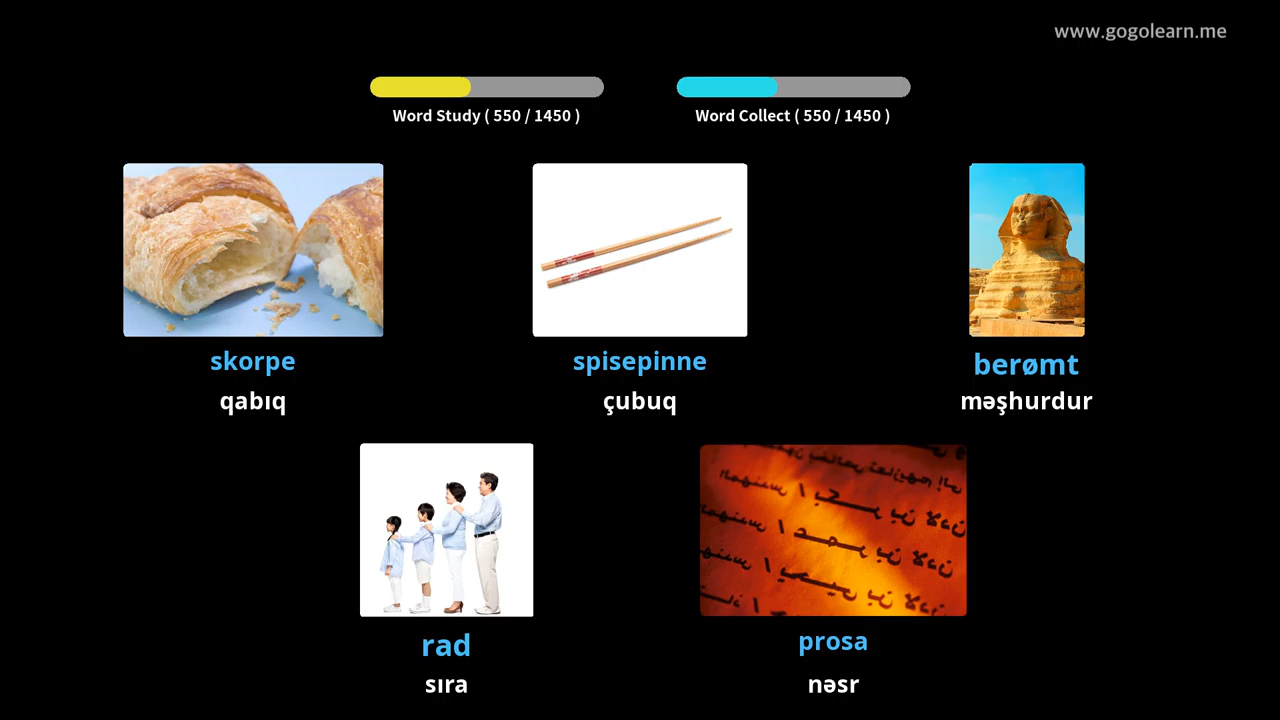 www.gogolearn.me
Word Study ( 550 / 1450 )
Word Collect ( 550 / 1450 )
skorpe
qabıq
spisepinne
çubuq
berømt
məşhurdur
rad
sıra
prosa
nəsr